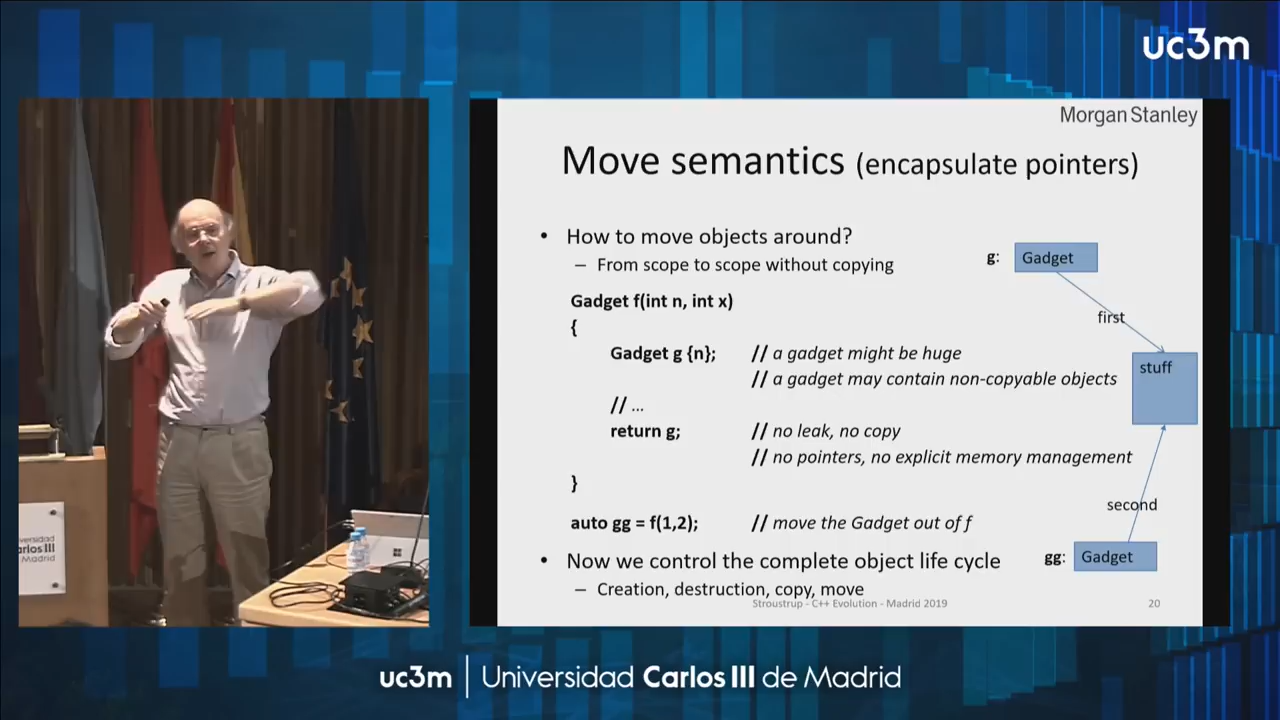 uc3m
Morgan Stanley
Move semantics (encapsulate pointers)
• How to move objects around?
– From scope to scope without copying
g: Gadget
Gadget f(int n, int x)
first
{
Gadget g {n}; // a gadget might be huge
stuff
// a gadget may contain non-copyable objects
// ...
return g; // no leak, no copy
// no pointers, no explicit memory management
}
second
auto gg = f(1,2); // move the Gadget out of f
• Now we control the complete object life cycle
gg: Gadget
– Creation, destruction, copy, move
Stroustrup - C++ Evolution - Madrid 2019
20
arlos III
de Madrid
uc3m | Universidad Carlos III de Madrid